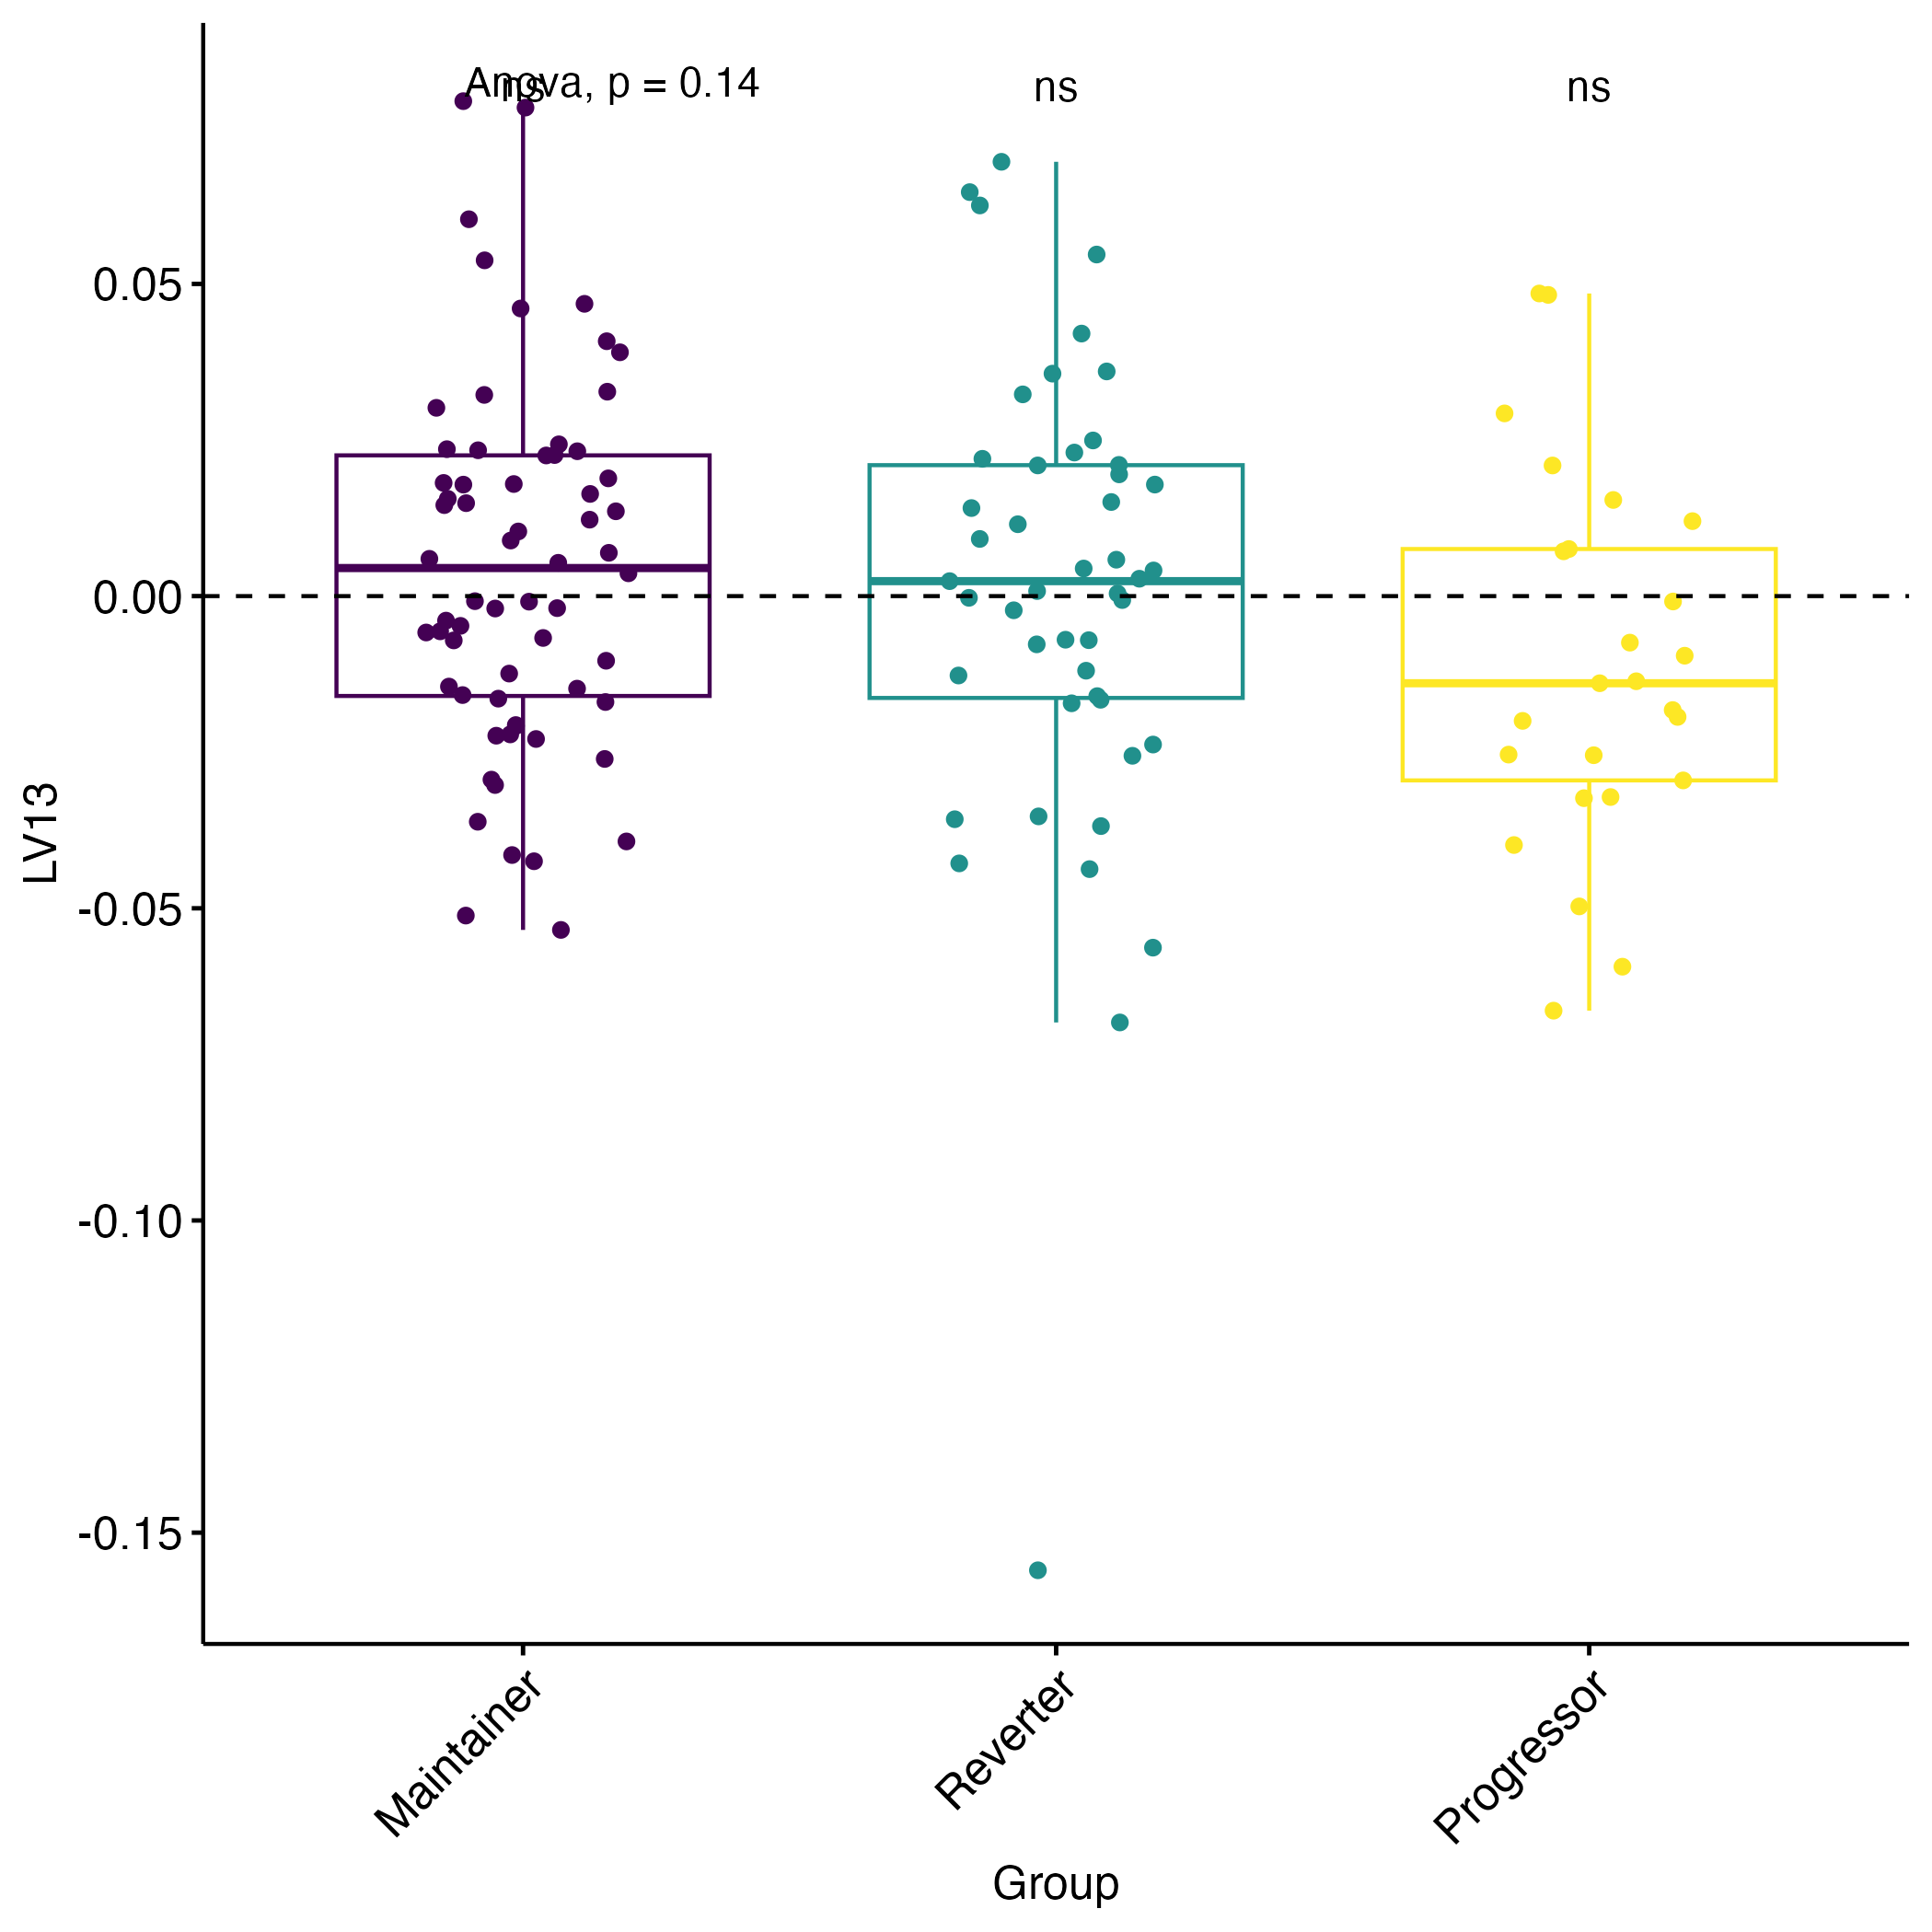 Anova, p = 0.14
ns
ns
ns
0.05
0.00
-0.05
-0.10
-0.15
LV13
Maintainer
Reverter
Progressor
Group